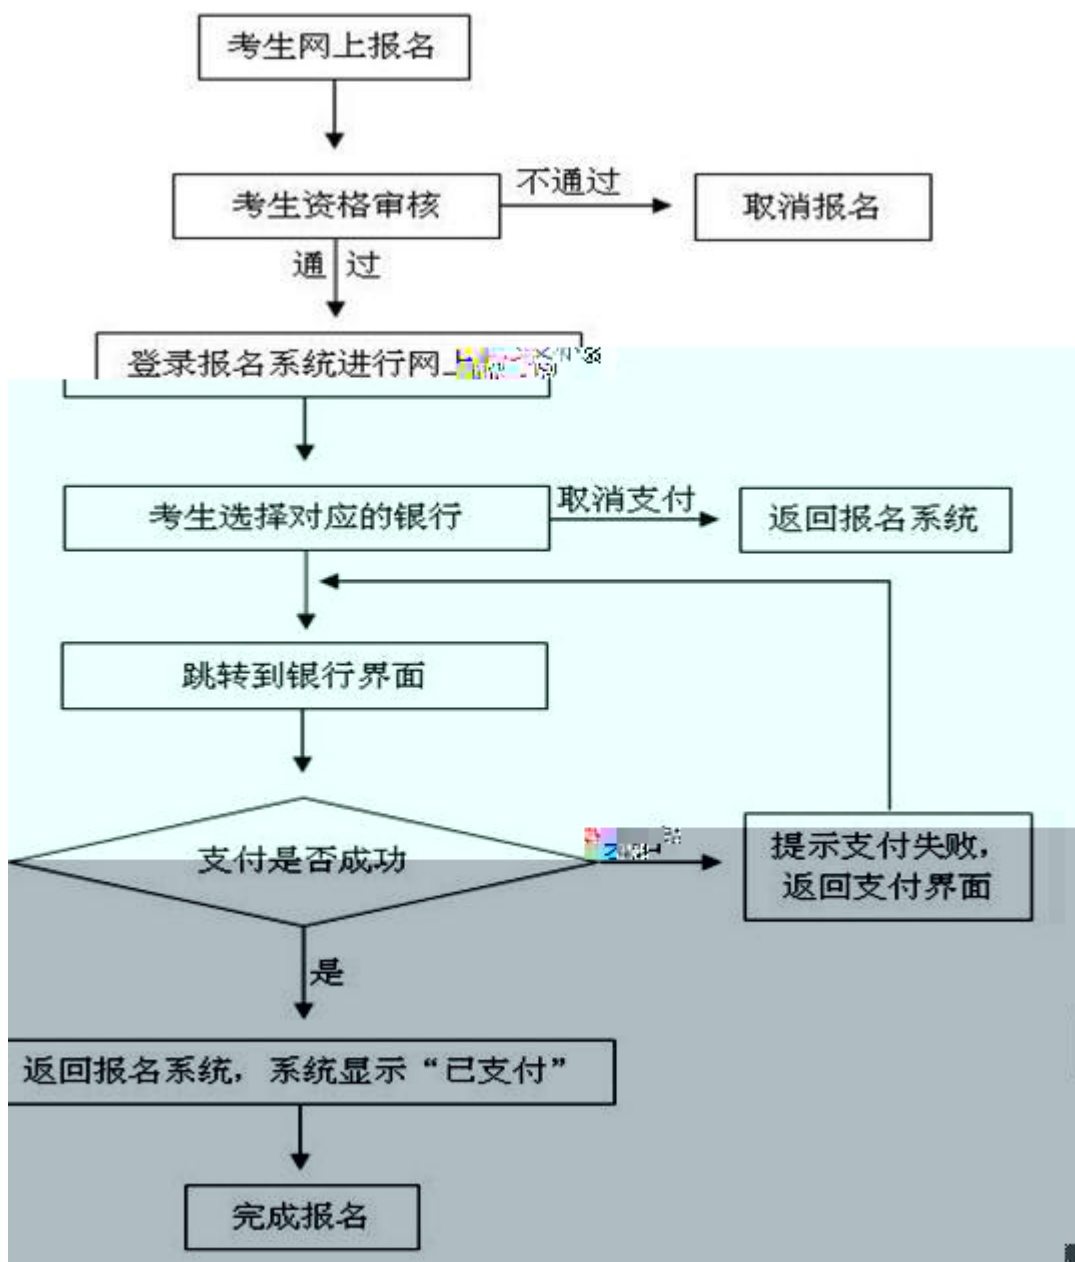 考生网上报名
考生资格审核
不通过
取消报名
通过
登录报名系统进行网上
考生选择对应的银行
取消支付
返回报名系统
跳转到银行界面
支付是否成功
提示支付失败，
返回支付界面
是
返回报名系统，系统显示“已支付”
完成报名